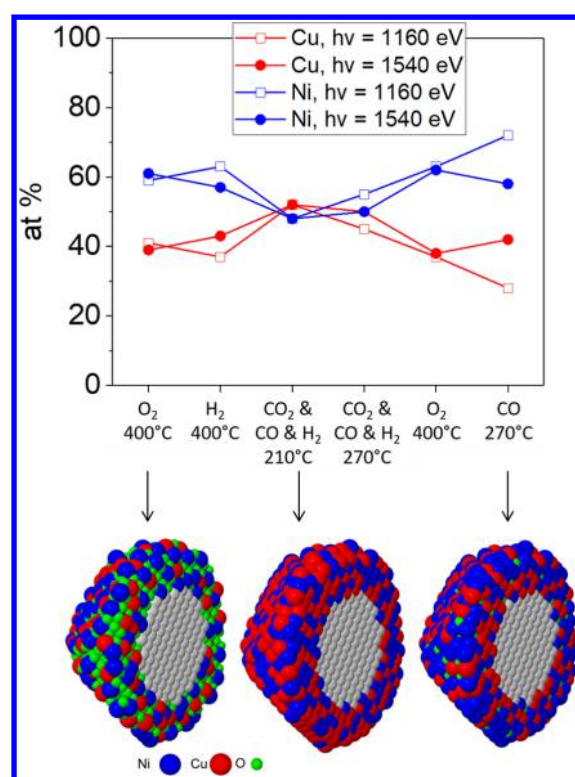 100
80
60
40
20
0
at %
Cu, hv = 1160 eV
Cu, hv = 1540 eV
Ni, hv = 1160 eV
Ni, hv = 1540 eV
O₂
400°C
H₂
400°C
CO₂ &
CO & H₂
210°C
CO₂ &
CO & H₂
270°C
O₂
400°C
CO
270°C
Ni Cu O